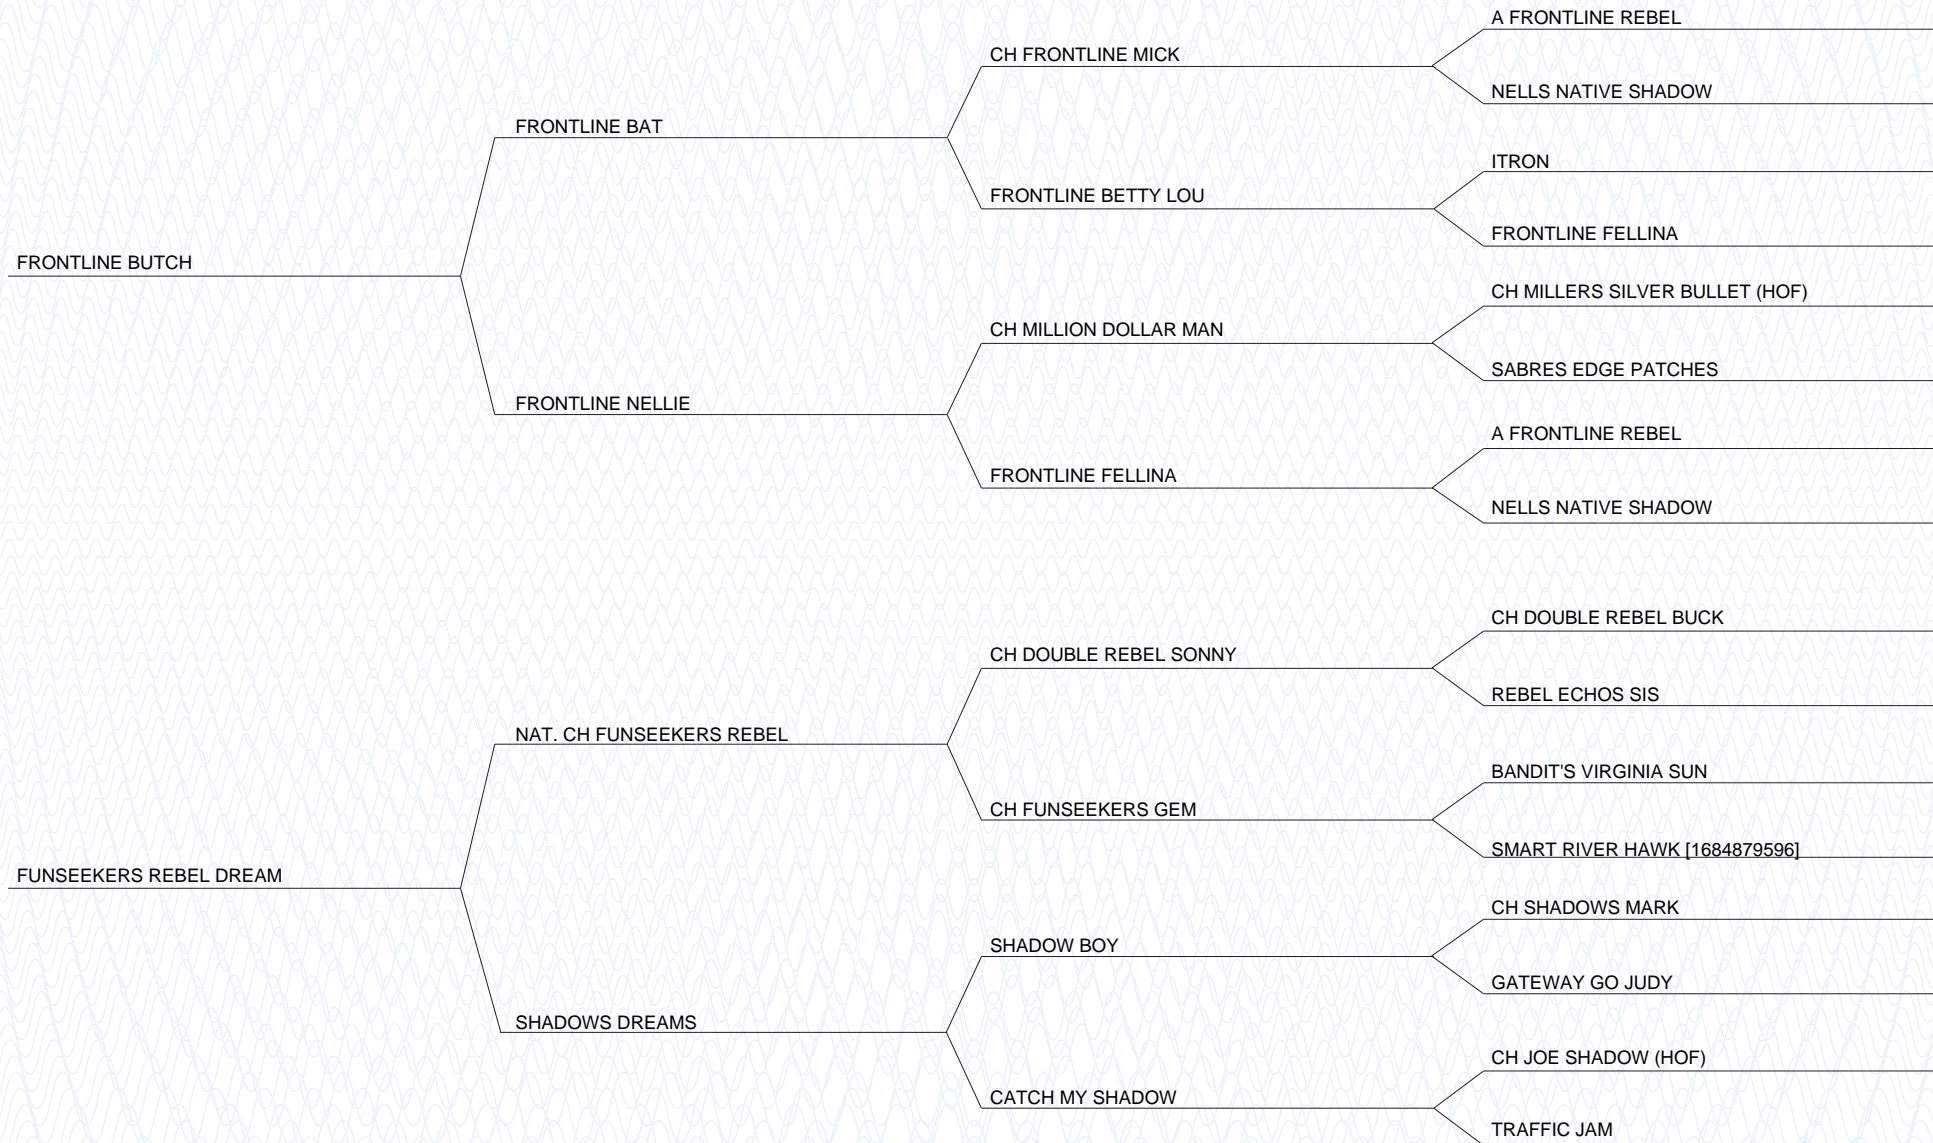 A FRONTLINE REBEL
CH FRONTLINE MICK
NELLS NATIVE SHADOW
FRONTLINE BAT
ITRON
FRONTLINE BETTY LOU
FRONTLINE FELLINA
FRONTLINE BUTCH
CH MILLERS SILVER BULLET (HOF)
CH MILLION DOLLAR MAN
SABRES EDGE PATCHES
FRONTLINE NELLIE
A FRONTLINE REBEL
FRONTLINE FELLINA
NELLS NATIVE SHADOW
CH DOUBLE REBEL BUCK
CH DOUBLE REBEL SONNY
REBEL ECHOS SIS
NAT. CH FUNSEEKERS REBEL
BANDIT'S VIRGINIA SUN
CH FUNSEEKERS GEM
SMART RIVER HAWK [1684879596]
FUNSEEKERS REBEL DREAM
CH SHADOWS MARK
SHADOW BOY
GATEWAY GO JUDY
SHADOWS DREAMS
CH JOE SHADOW (HOF)
CATCH MY SHADOW
TRAFFIC JAM